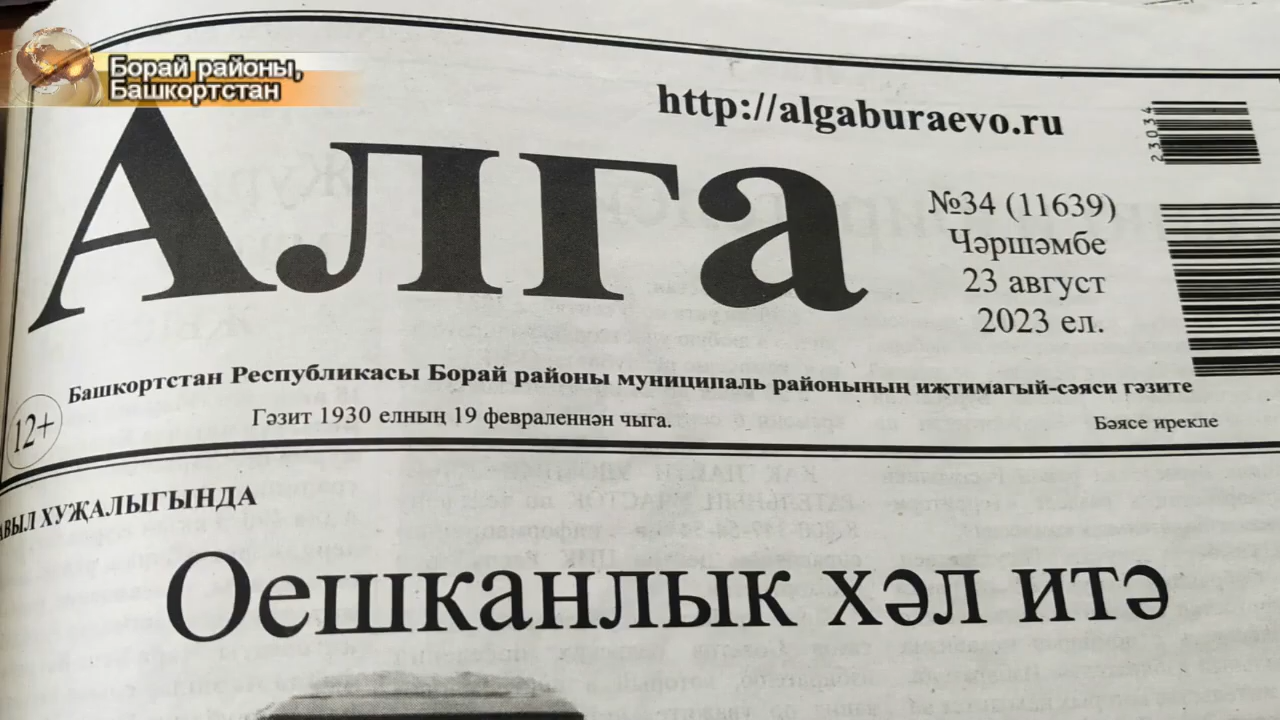 Борай районы,
Башкортстан
http://algaburaevo.ru
23034
Алга
№34 (11639)
Чәршәмбе
23 август
2023 ел.
Башкортстан Республикасы Борай районы муниципаль районының иҗтимагый-сәяси гәзите
12+
Гәзит 1930 елның 19 февраленнән чыга.
Бәясе ирекле
АВЫЛ ХУҖАЛЫГЫНДА
Оешканлык хәл итә